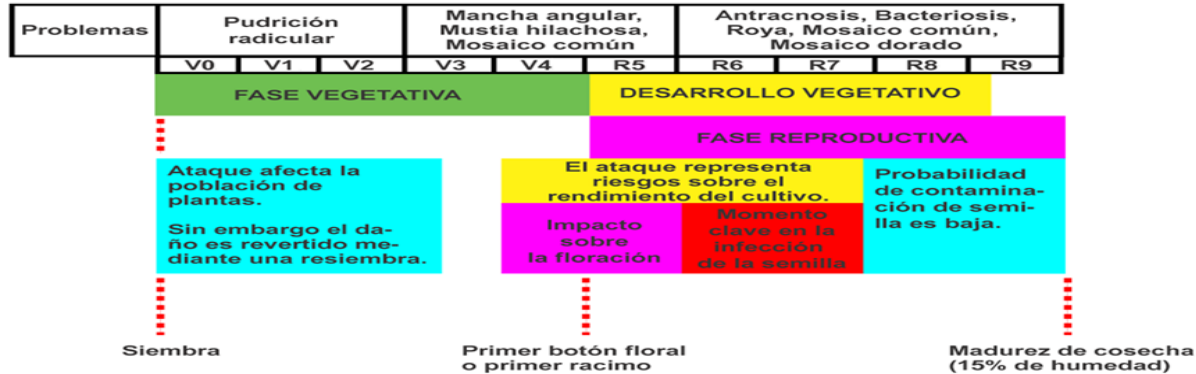 Problemas
Pudrición
radicular
Mancha angular,
Mustia hilachosa,
Mosaico común
Antracnosis, Bacteriosis,
Roya, Mosaico común,
Mosaico dorado
V0 V1 V2 V3 V4 R5 R6 R7 R8 R9
FASE VEGETATIVA
DESARROLLO VEGETATIVO
FASE REPRODUCTIVA
Ataque afecta la
población de
plantas.
Sin embargo el da-
ño es revertido me-
diante una resiembra.
El ataque representa
riesgos sobre el
rendimiento del cultivo.
Impacto
sobre
la floración
Momento
clave en la
infección
de la semilla
Probabilidad
de contamina-
ción de semi-
lla es baja.
Siembra
Primer botón floral
o primer racimo
Madurez de cosecha
(15% de humedad)